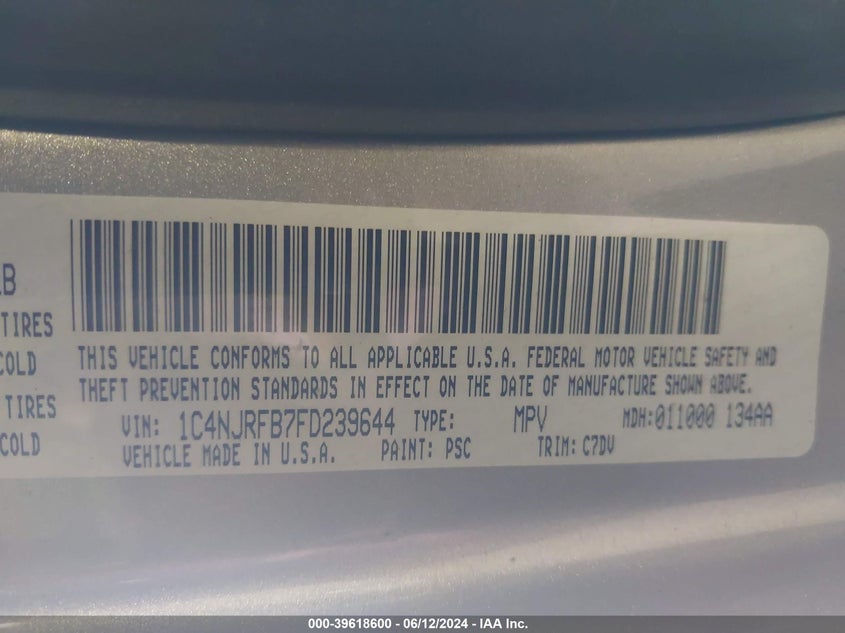 LB
TIRES
COLD
TIRES
COLD
THIS VEHICLE CONFORMS TO ALL APPLICABLE U.S.A. FEDERAL MOTOR VEHICLE SAFETY AND
THEFT PREVENTION STANDARDS IN EFFECT ON THE DATE OF MANUFACTURE SHOWN ABOVE.
VIN: 1C4NJRFB7FD239644 TYPE: MPV MDH:011000 134AA
VEHICLE MADE IN U.S.A. PAINT: PSC TRIM: C7DV
000-39618600 - 06/12/2024 - IAA Inc.